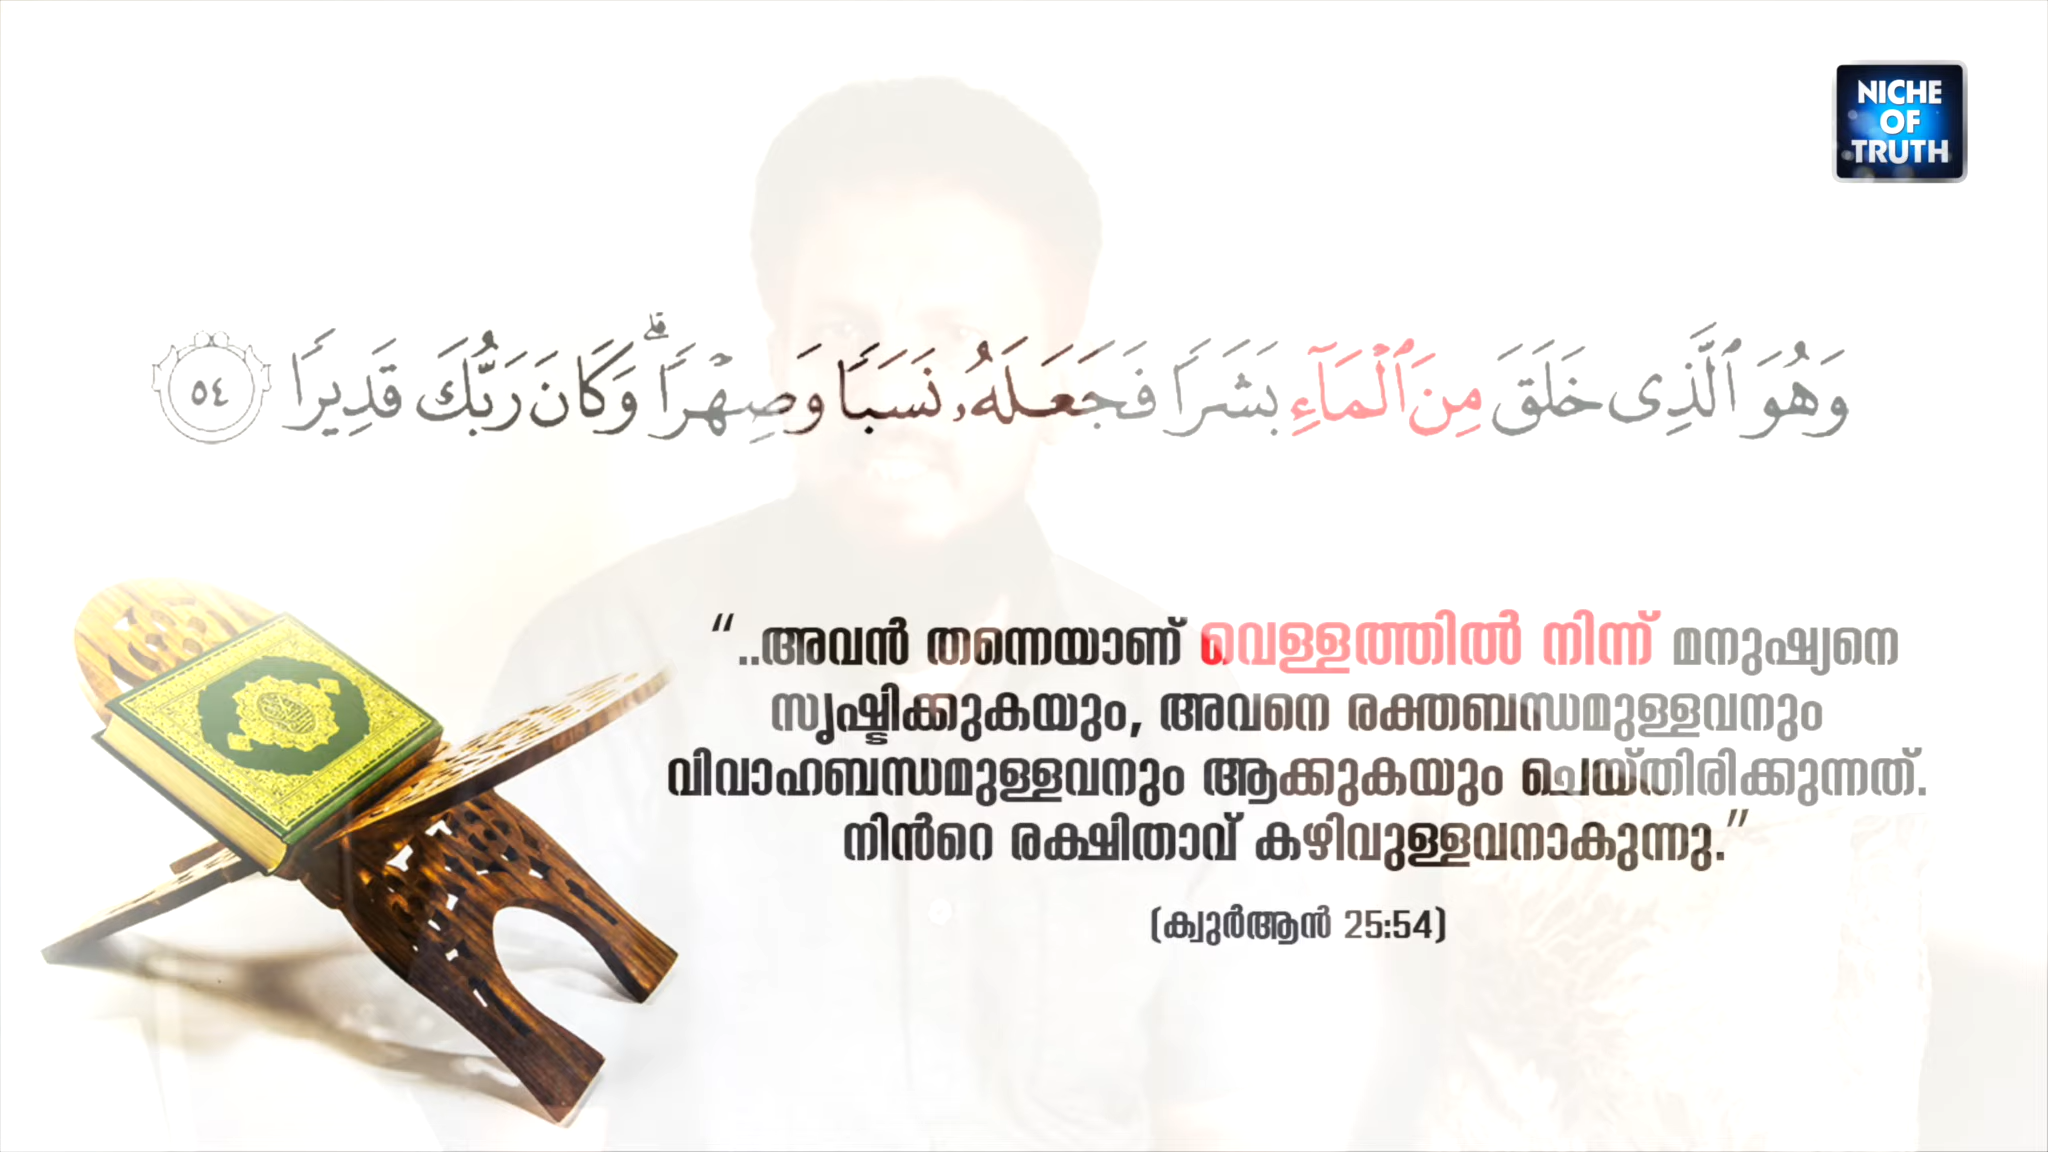 NICHE
OF
TRUTH
وَهُوَ ٱلَّذِى خَلَقَ مِنَ ٱلْمَآءِ بَشَرًا فَجَعَلَهُۥ نَسَبًا وَصِهْرًا ۗ وَكَانَ رَبُّكَ قَدِيرًا ٥٤
“..അവൻ തന്നെയാണ് വെള്ളത്തിൽ നിന്ന് മനുഷ്യനെ
സൃഷ്ടിക്കുകയും, അവനെ രക്തബന്ധമുള്ളവനും
വിവാഹബന്ധമുള്ളവനും ആക്കുകയും ചെയ്തിരിക്കുന്നത്.
നിൻറെ രക്ഷിതാവ് കഴിവുള്ളവനാകുന്നു.”
(ക്വുർആൻ 25:54)